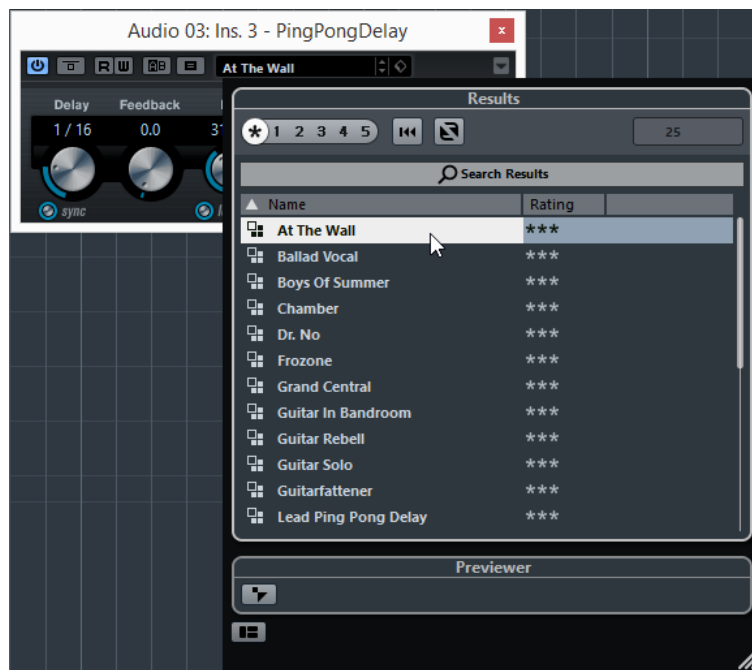 Audio 03: Ins. 3 - PingPongDelay
x
R W AB At The Wall
Delay Feedback
1 / 16 0.0
sync
Results
* 1 2 3 4 5 25
Search Results
Name Rating
At The Wall ***
Ballad Vocal ***
Boys Of Summer ***
Chamber ***
Dr. No ***
Frozone ***
Grand Central ***
Guitar In Bandroom ***
Guitar Rebell ***
Guitar Solo ***
Guitarfattener ***
Lead Ping Pong Delay ***
Previewer